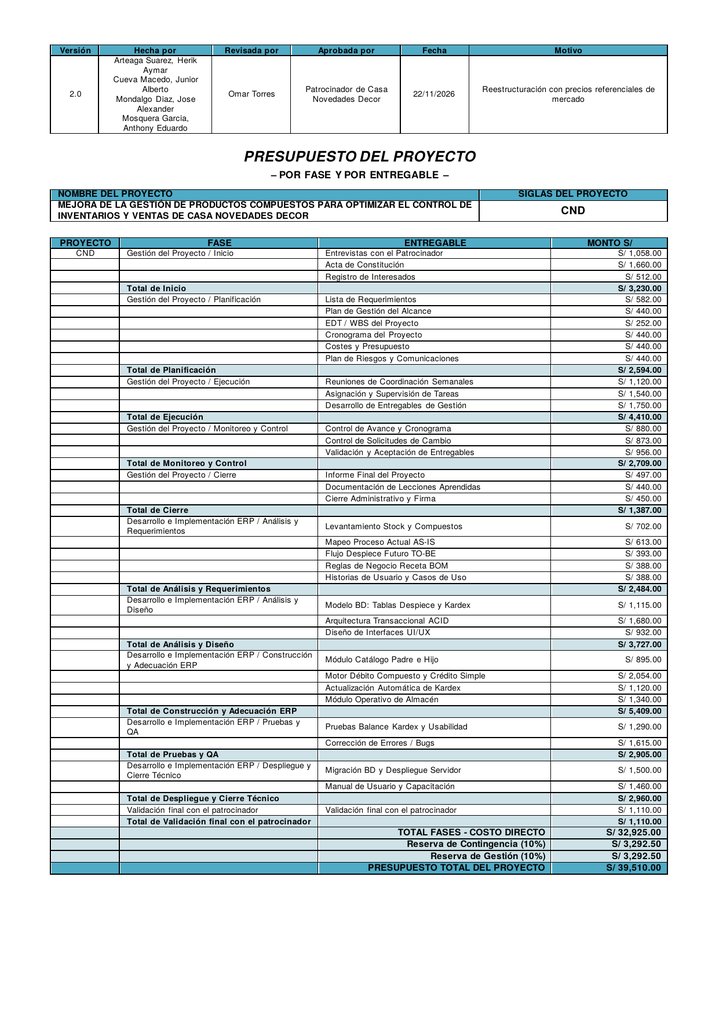 Versión Hecha por Revisada por Aprobada por Fecha Motivo
Arteaga Suarez, Herik
Aymar
Cueva Macedo, Junior
Alberto
Mondalgo Diaz, Jose
Alexander
Mosquera Garcia,
Anthony Eduardo
2.0
Omar Torres
Patrocinador de Casa
Novedades Decor
22/11/2026
Reestructuración con precios referenciales de
mercado
PRESUPUESTO DEL PROYECTO
– POR FASE Y POR ENTREGABLE –
NOMBRE DEL PROYECTO SIGLAS DEL PROYECTO
MEJORA DE LA GESTIÓN DE PRODUCTOS COMPUESTOS PARA OPTIMIZAR EL CONTROL DE
INVENTARIOS Y VENTAS DE CASA NOVEDADES DECOR
CND
PROYECTO FASE ENTREGABLE MONTO S/
CND Gestión del Proyecto / Inicio Entrevistas con el Patrocinador S/ 1,058.00
Acta de Constitución S/ 1,660.00
Registro de Interesados S/ 512.00
Total de Inicio S/ 3,230.00
Gestión del Proyecto / Planificación Lista de Requerimientos S/ 582.00
Plan de Gestión del Alcance S/ 440.00
EDT / WBS del Proyecto S/ 252.00
Cronograma del Proyecto S/ 440.00
Costes y Presupuesto S/ 440.00
Plan de Riesgos y Comunicaciones S/ 440.00
Total de Planificación S/ 2,594.00
Gestión del Proyecto / Ejecución Reuniones de Coordinación Semanales S/ 1,120.00
Asignación y Supervisión de Tareas S/ 1,540.00
Desarrollo de Entregables de Gestión S/ 1,750.00
Total de Ejecución S/ 4,410.00
Gestión del Proyecto / Monitoreo y Control Control de Avance y Cronograma S/ 880.00
Control de Solicitudes de Cambio S/ 873.00
Validación y Aceptación de Entregables S/ 956.00
Total de Monitoreo y Control S/ 2,709.00
Gestión del Proyecto / Cierre Informe Final del Proyecto S/ 497.00
Documentación de Lecciones Aprendidas S/ 440.00
Cierre Administrativo y Firma S/ 450.00
Total de Cierre S/ 1,387.00
Desarrollo e Implementación ERP / Análisis y
Requerimientos
Levantamiento Stock y Compuestos S/ 702.00
Mapeo Proceso Actual AS-IS S/ 613.00
Flujo Despiece Futuro TO-BE S/ 393.00
Reglas de Negocio Receta BOM S/ 388.00
Historias de Usuario y Casos de Uso S/ 388.00
Total de Análisis y Requerimientos S/ 2,484.00
Desarrollo e Implementación ERP / Análisis y
Diseño
Modelo BD: Tablas Despiece y Kardex S/ 1,115.00
Arquitectura Transaccional ACID S/ 1,680.00
Diseño de Interfaces UI/UX S/ 932.00
Total de Análisis y Diseño S/ 3,727.00
Desarrollo e Implementación ERP / Construcción
y Adecuación ERP
Módulo Catálogo Padre e Hijo S/ 895.00
Motor Débito Compuesto y Crédito Simple S/ 2,054.00
Actualización Automática de Kardex S/ 1,120.00
Módulo Operativo de Almacén S/ 1,340.00
Total de Construcción y Adecuación ERP S/ 5,409.00
Desarrollo e Implementación ERP / Pruebas y
QA
Pruebas Balance Kardex y Usabilidad S/ 1,290.00
Corrección de Errores / Bugs S/ 1,615.00
Total de Pruebas y QA S/ 2,905.00
Desarrollo e Implementación ERP / Despliegue y
Cierre Técnico
Migración BD y Despliegue Servidor S/ 1,500.00
Manual de Usuario y Capacitación S/ 1,460.00
Total de Despliegue y Cierre Técnico S/ 2,960.00
Validación final con el patrocinador Validación final con el patrocinador S/ 1,110.00
Total de Validación final con el patrocinador S/ 1,110.00
TOTAL FASES - COSTO DIRECTO S/ 32,925.00
Reserva de Contingencia (10%) S/ 3,292.50
Reserva de Gestión (10%) S/ 3,292.50
PRESUPUESTO TOTAL DEL PROYECTO S/ 39,510.00